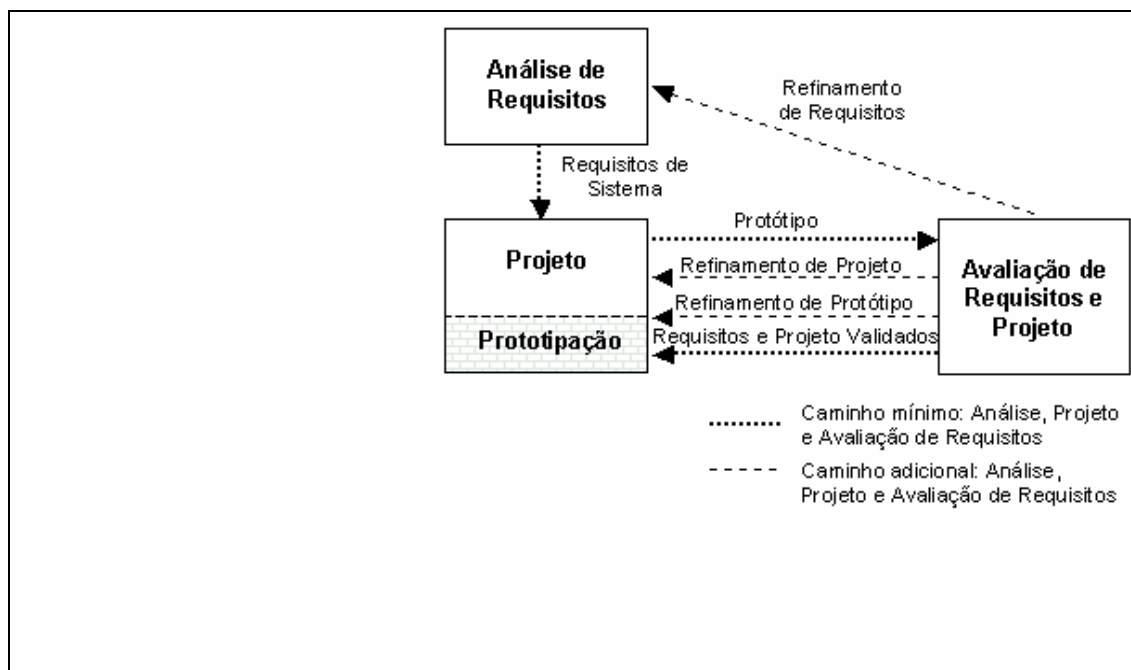 Análise de
Requisitos
Refinamento
de Requisitos
Requisitos de
Sistema
Protótipo
Projeto
Refinamento de Projeto
Avaliação de
Requisitos e
Projeto
Refinamento de Protótipo
Prototipação
Requisitos e Projeto Validados
Caminho mínimo: Análise, Projeto
e Avaliação de Requisitos
Caminho adicional: Análise,
Projeto e Avaliação de Requisitos